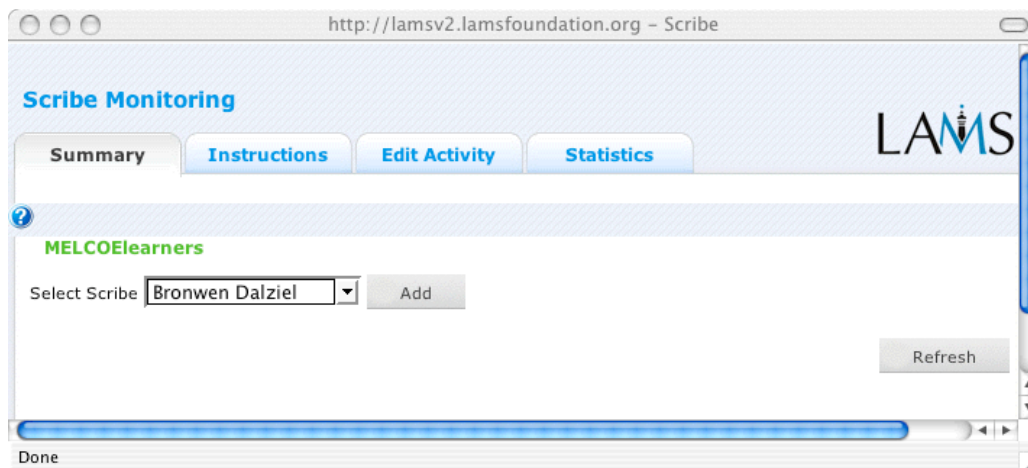 http://lamsv2.lamsfoundation.org – Scribe
Scribe Monitoring
LAMS
Summary Instructions Edit Activity Statistics
?
MELCOElearners
Select Scribe Bronwen Dalziel Add
Refresh
Done